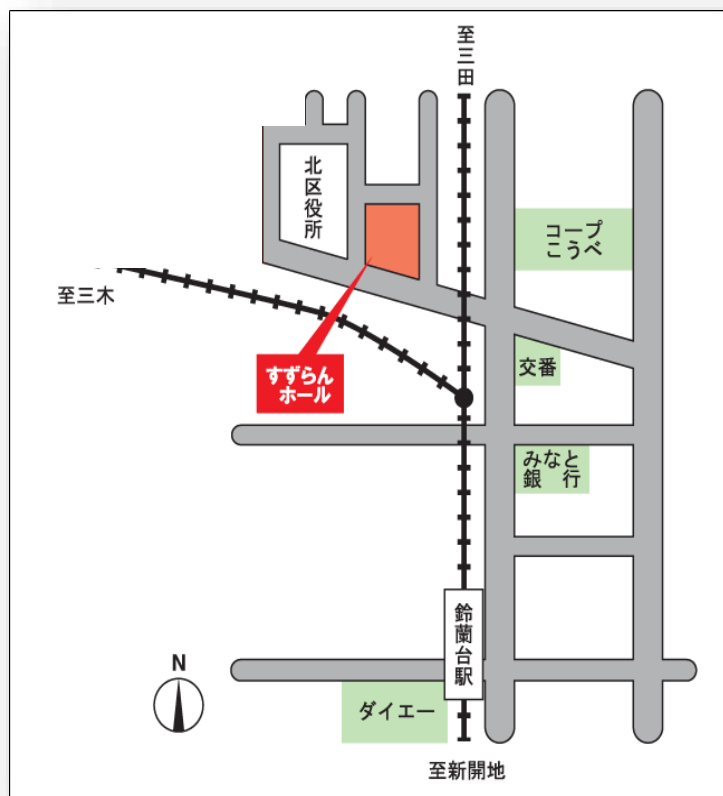 至三田
北区役所
コープ
こうべ
至三木
交番
すずらん
ホール
みなと
銀　行
鈴蘭台駅
N
ダイエー
至新開地